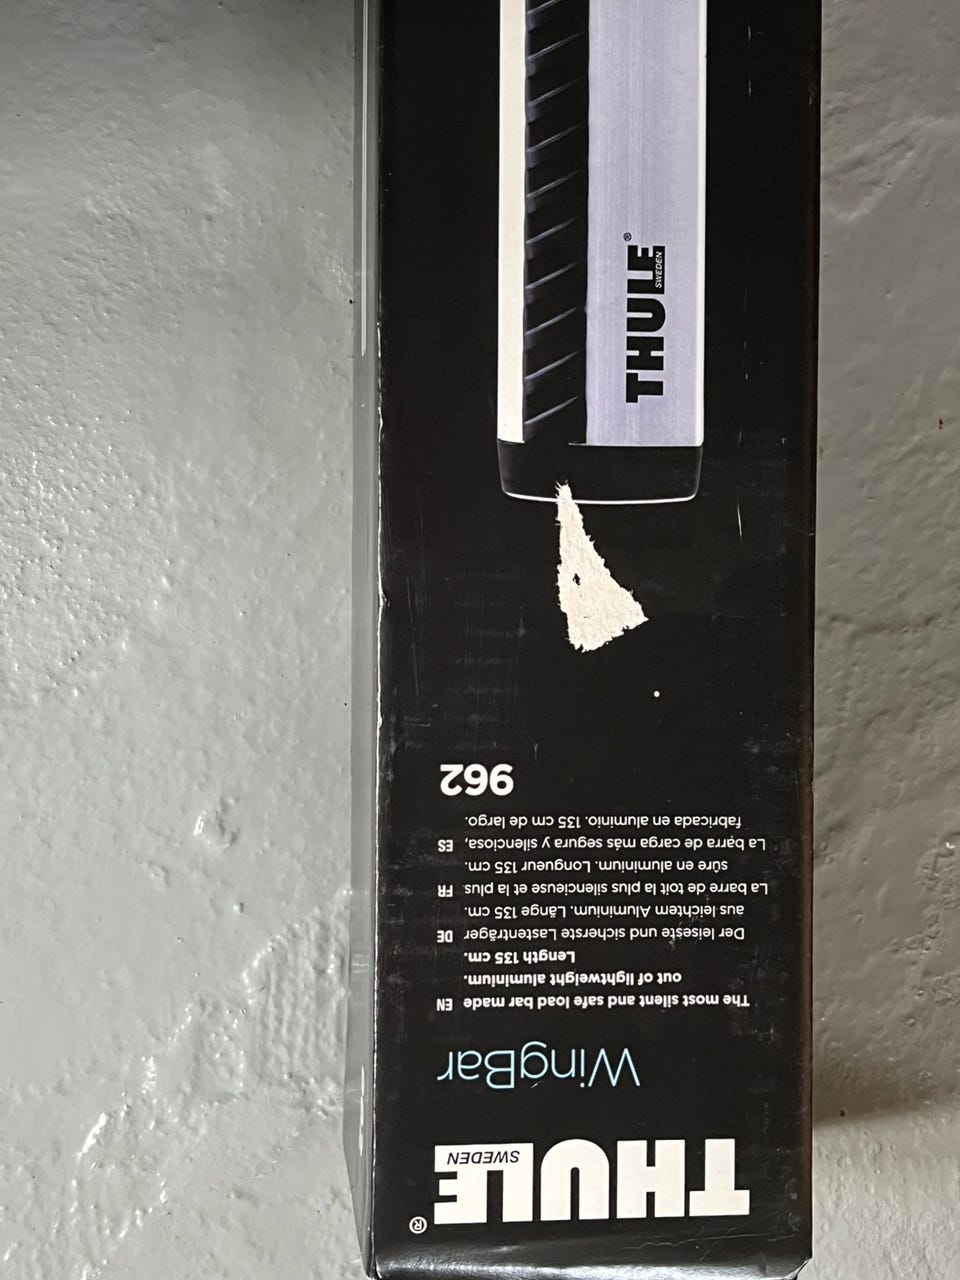 THULE®
SWEDEN
WingBar
EN The most silent and safe load bar made
out of lightweight aluminium.
Length 135 cm.
DE Der leiseste und sicherste Lastenträger
aus leichtem Aluminium. Länge 135 cm.
FR La barre de toit la plus silencieuse et la plus
sûre en aluminium. Longueur 135 cm.
ES La barra de carga más segura y silenciosa,
fabricada en aluminio. 135 cm de largo.
962
THULE®
SWEDEN